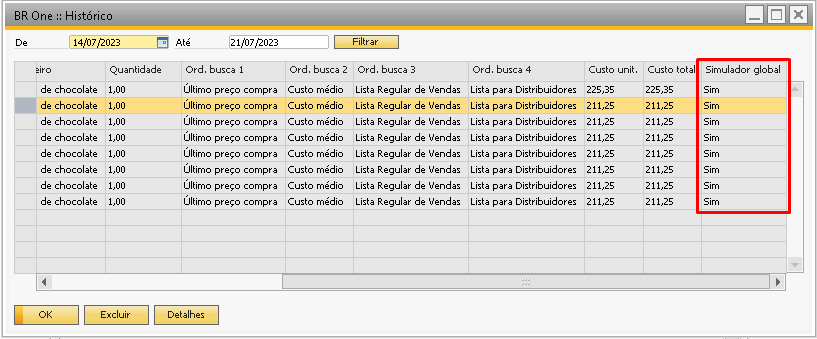 BR One :: Histórico
De 14/07/2023 Até 21/07/2023 Filtrar
eiro Quantidade Ord. busca 1 Ord. busca 2 Ord. busca 3 Ord. busca 4 Custo unit. Custo total Simulador global
de chocolate 1,00 Último preço compra Custo médio Lista Regular de Vendas Lista para Distribuidores 225,35 225,35 Sim
de chocolate 1,00 Último preço compra Custo médio Lista Regular de Vendas Lista para Distribuidores 211,25 211,25 Sim
de chocolate 1,00 Último preço compra Custo médio Lista Regular de Vendas Lista para Distribuidores 211,25 211,25 Sim
de chocolate 1,00 Último preço compra Custo médio Lista Regular de Vendas Lista para Distribuidores 211,25 211,25 Sim
de chocolate 1,00 Último preço compra Custo médio Lista Regular de Vendas Lista para Distribuidores 211,25 211,25 Sim
de chocolate 1,00 Último preço compra Custo médio Lista Regular de Vendas Lista para Distribuidores 211,25 211,25 Sim
de chocolate 1,00 Último preço compra Custo médio Lista Regular de Vendas Lista para Distribuidores 211,25 211,25 Sim
de chocolate 1,00 Último preço compra Custo médio Lista Regular de Vendas Lista para Distribuidores 211,25 211,25 Sim
OK Excluir Detalhes